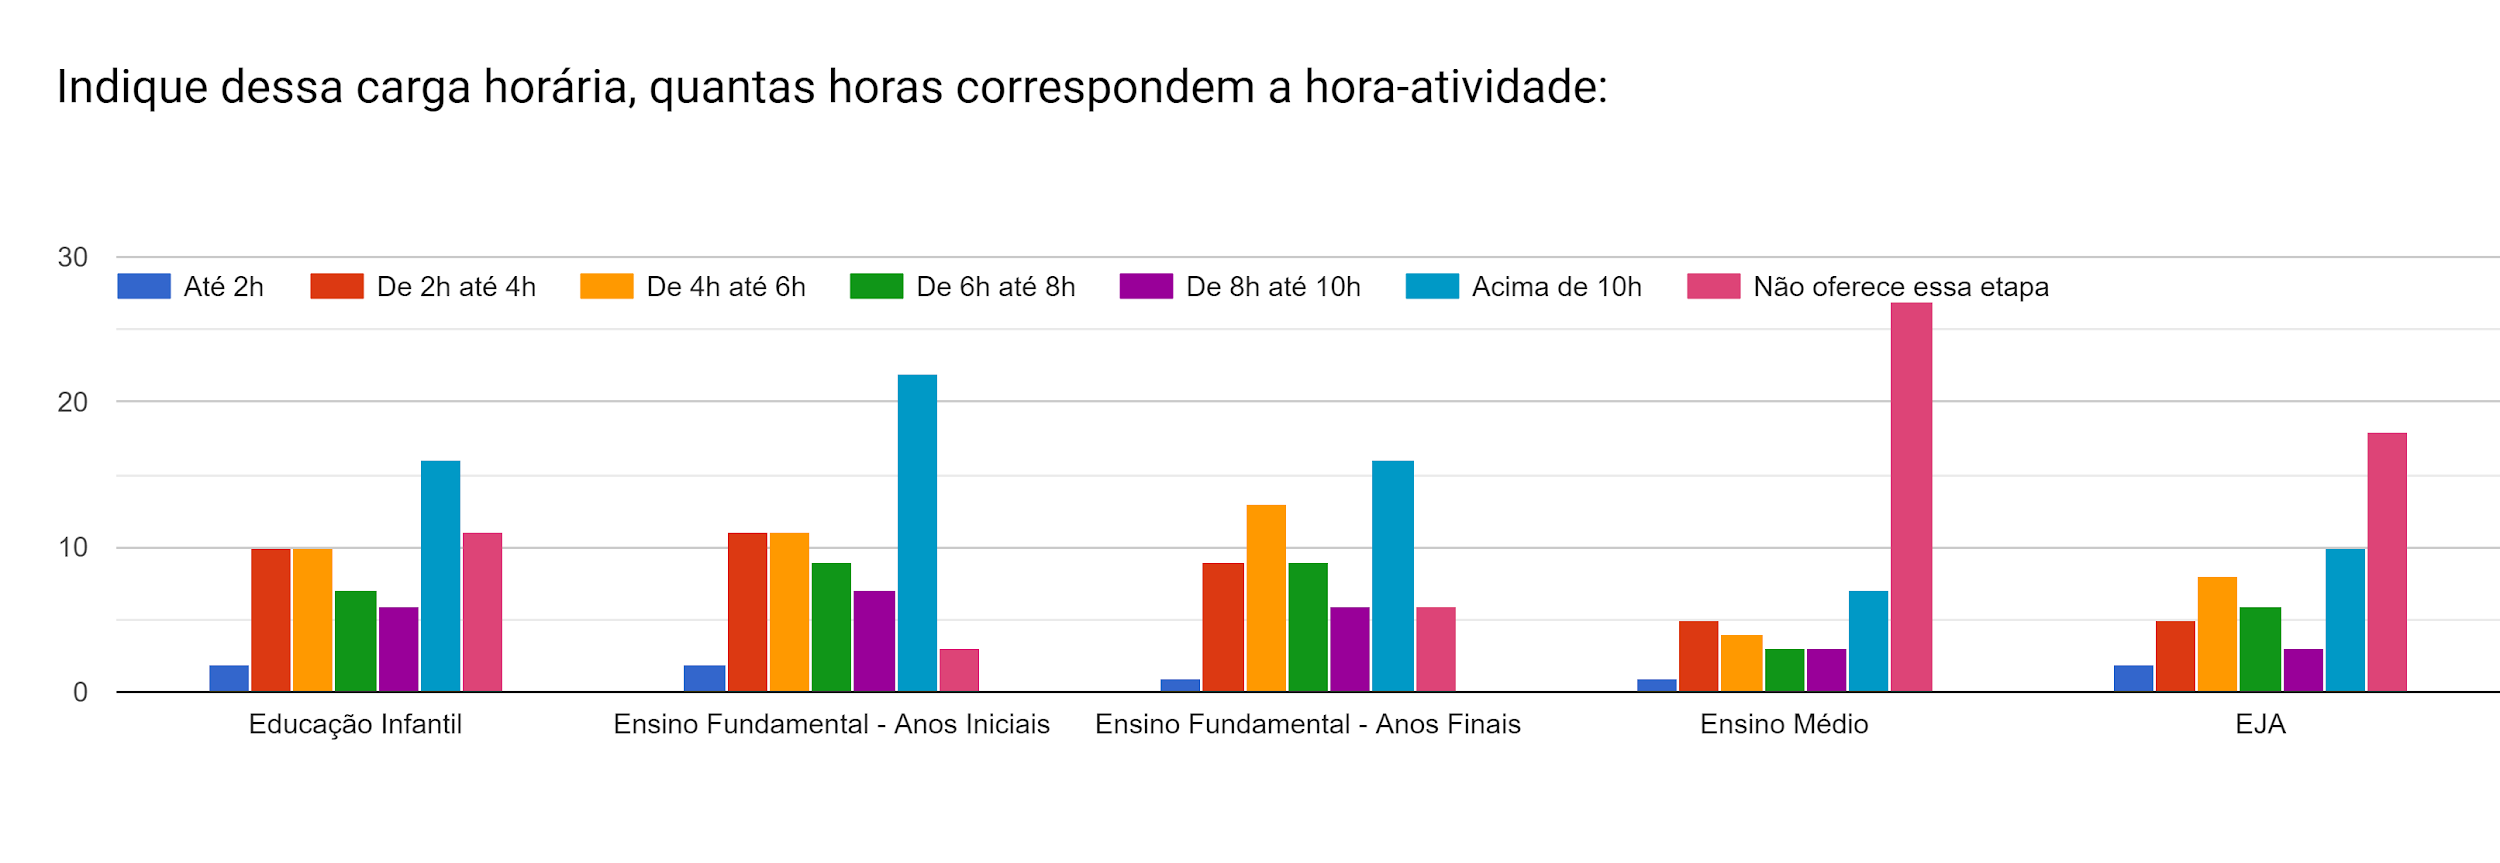 Indique dessa carga horária, quantas horas correspondem a hora-atividade:
30
Até 2h De 2h até 4h De 4h até 6h De 6h até 8h De 8h até 10h Acima de 10h Não oferece essa etapa
20
10
0
Educação Infantil Ensino Fundamental - Anos Iniciais Ensino Fundamental - Anos Finais Ensino Médio EJA